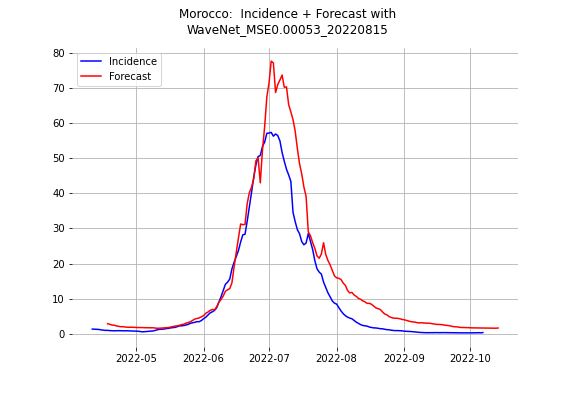 Morocco:  Incidence + Forecast with
WaveNet_MSE0.00053_20220815
Incidence
Forecast
80
70
60
50
40
30
20
10
0
2022-05 2022-06 2022-07 2022-08 2022-09 2022-10